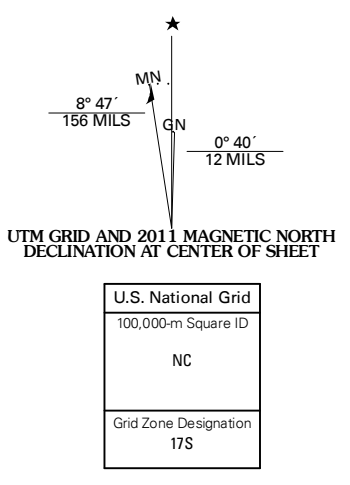 MN
GN
8° 47´
156 MILS
0° 40´
12 MILS
UTM GRID AND 2011 MAGNETIC NORTH
DECLINATION AT CENTER OF SHEET
U.S. National Grid
100,000-m Square ID
NC
Grid Zone Designation
17S